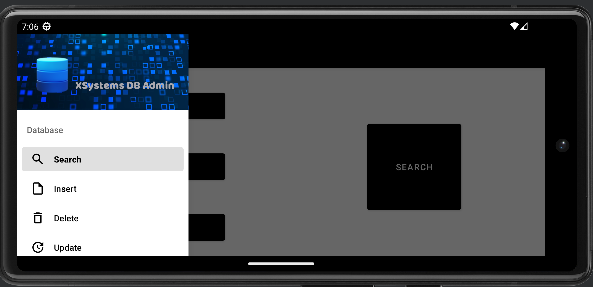 7:06
XSystems DB Admin
Database
Search
Insert
Delete
Update
SEARCH